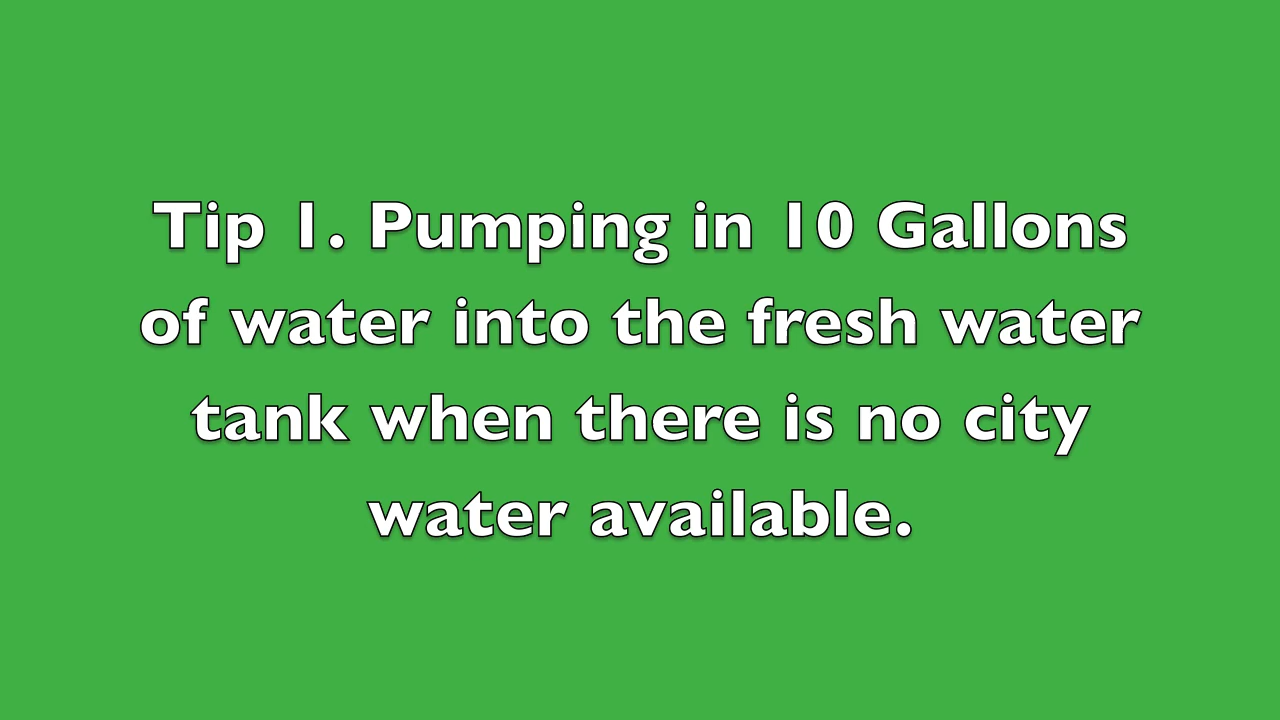 Tip 1. Pumping in 10 Gallons
of water into the fresh water
tank when there is no city
water available.